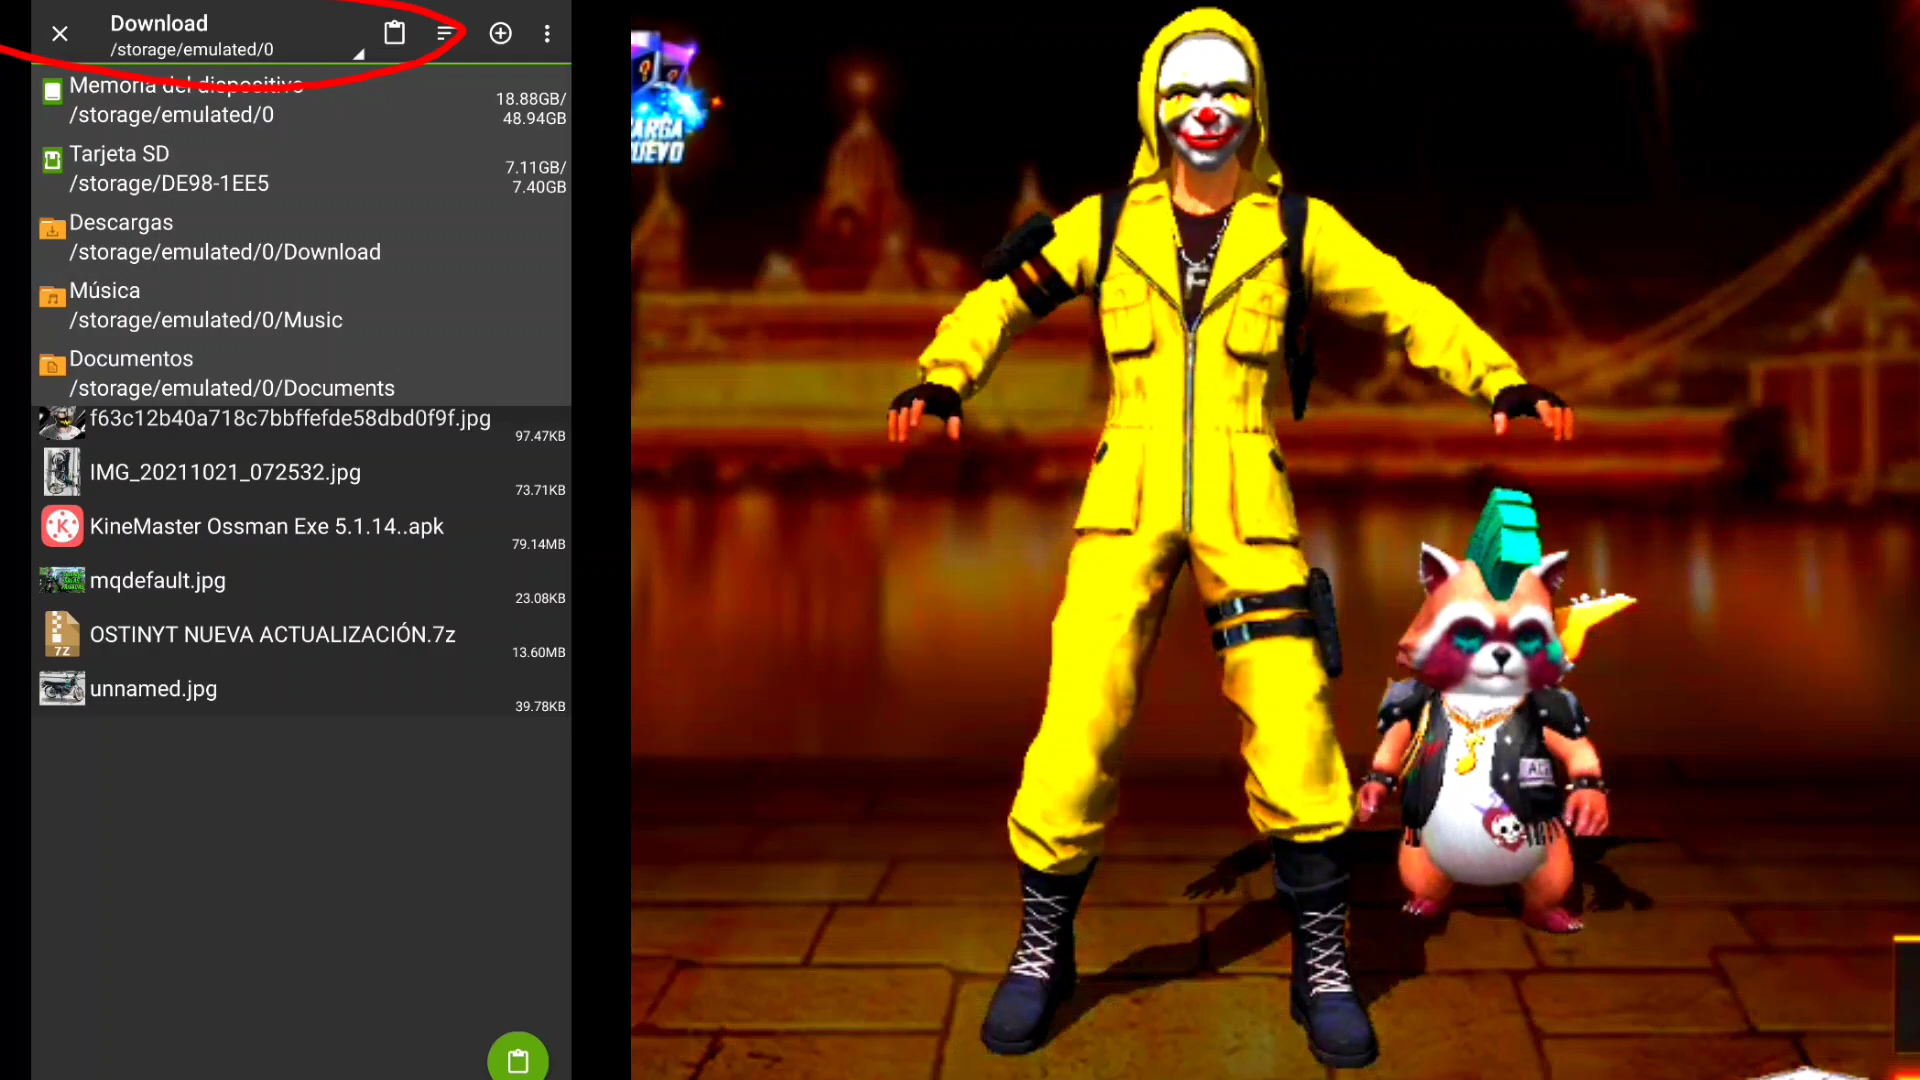 Download
/storage/emulated/0
Memoria del dispositivo
/storage/emulated/0
18.88GB/
48.94GB
Tarjeta SD
/storage/DE98-1EE5
7.11GB/
7.40GB
Descargas
/storage/emulated/0/Download
Música
/storage/emulated/0/Music
Documentos
/storage/emulated/0/Documents
f63c12b40a718c7bbffefde58dbd0f9f.jpg
97.47KB
IMG_20211021_072532.jpg
73.71KB
KineMaster Ossman Exe 5.1.14..apk
79.14MB
mqdefault.jpg
23.08KB
7Z
OSTINYT NUEVA ACTUALIZACIÓN.7z
13.60MB
unnamed.jpg
39.78KB
ARGA
UEVO